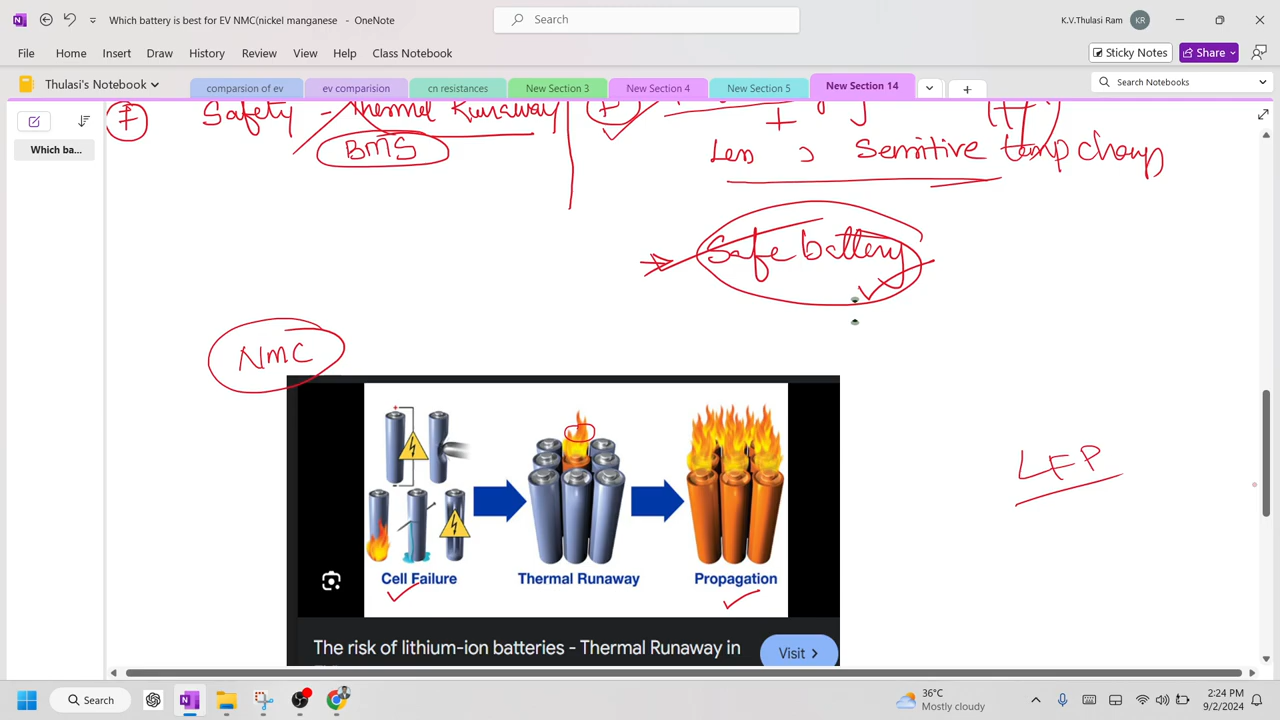 Which battery is best for EV NMC(nickel manganese - OneNote
Search
K.V.Thulasi Ram KR
File Home Insert Draw History Review View Help Class Notebook
Sticky Notes Share
Thulasi's Notebook
comparsion of ev
ev comparision
cn resistances
New Section 3
New Section 4
New Section 5
New Section 14
Search Notebooks
Which ba...
7 Safety - Thermal Runaway
BMS
Less Sensitive temp
Safe battery
NMC
LFP
Cell Failure
Thermal Runaway
Propagation
The risk of lithium-ion batteries - Thermal Runaway in
Visit
Search
36°C
Mostly cloudy
2:24 PM
9/2/2024